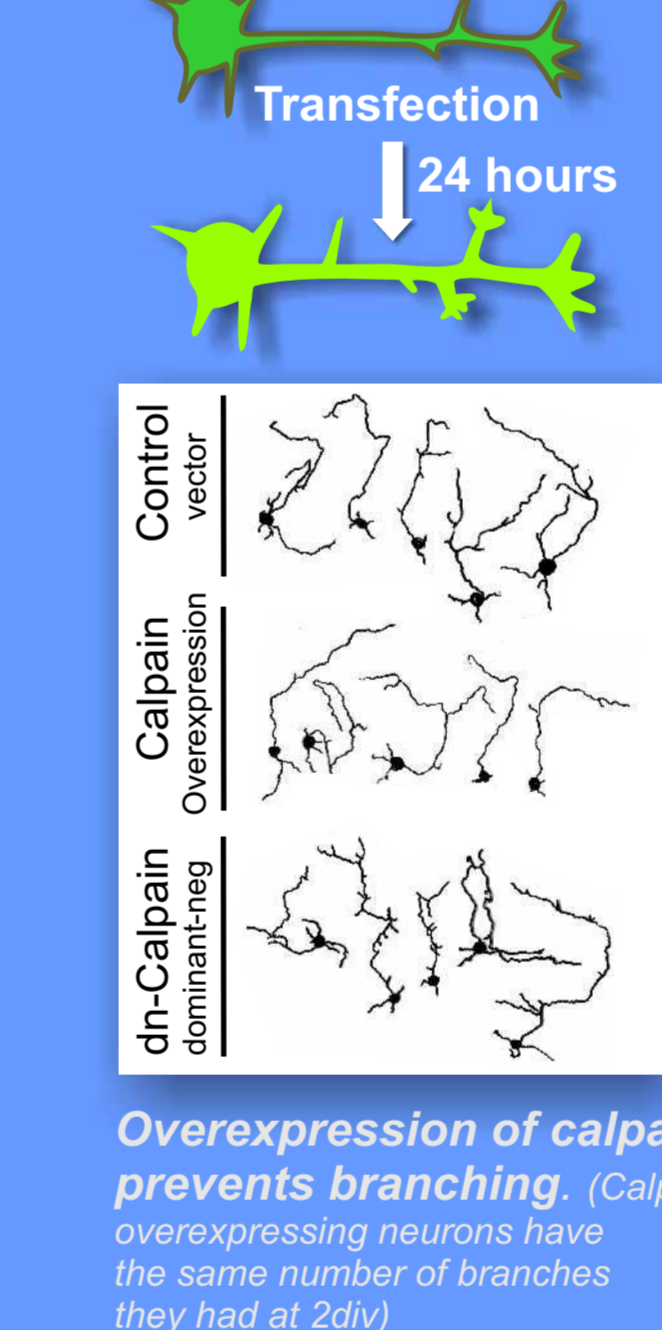 Transfection
24 hours
Control
vector
Calpain
Overexpression
dn-Calpain
dominant-neg
Overexpression of calpa
prevents branching. (Calp
overexpressing neurons have
the same number of branches
they had at 2div)